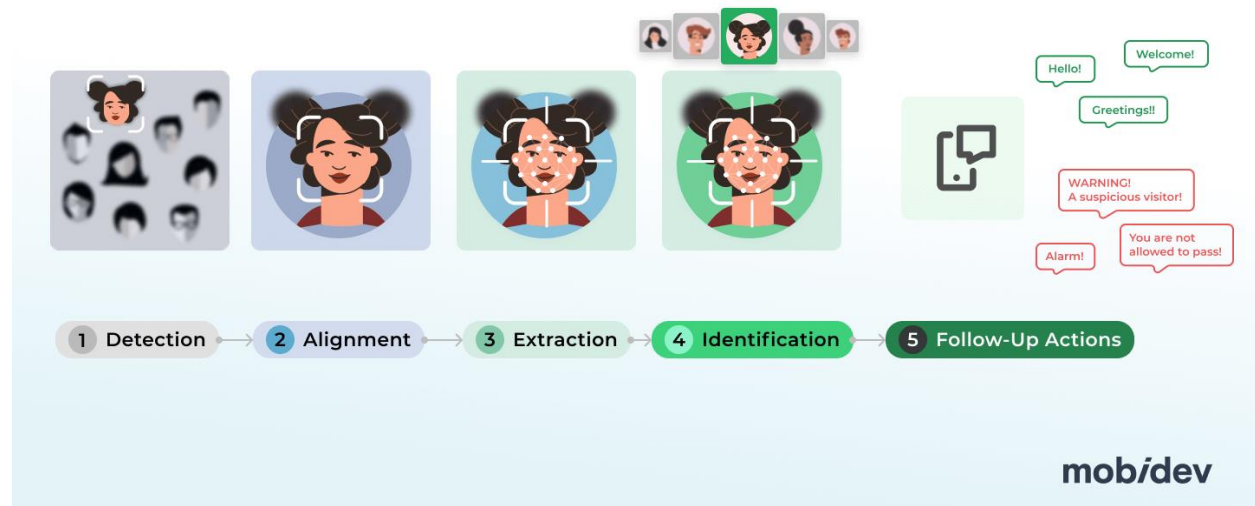 Hello!
Welcome!
Greetings!!
WARNING!
A suspicious visitor!
You are not
allowed to pass!
Alarm!
1 Detection
2 Alignment
3 Extraction
4 Identification
5 Follow-Up Actions
mobidev